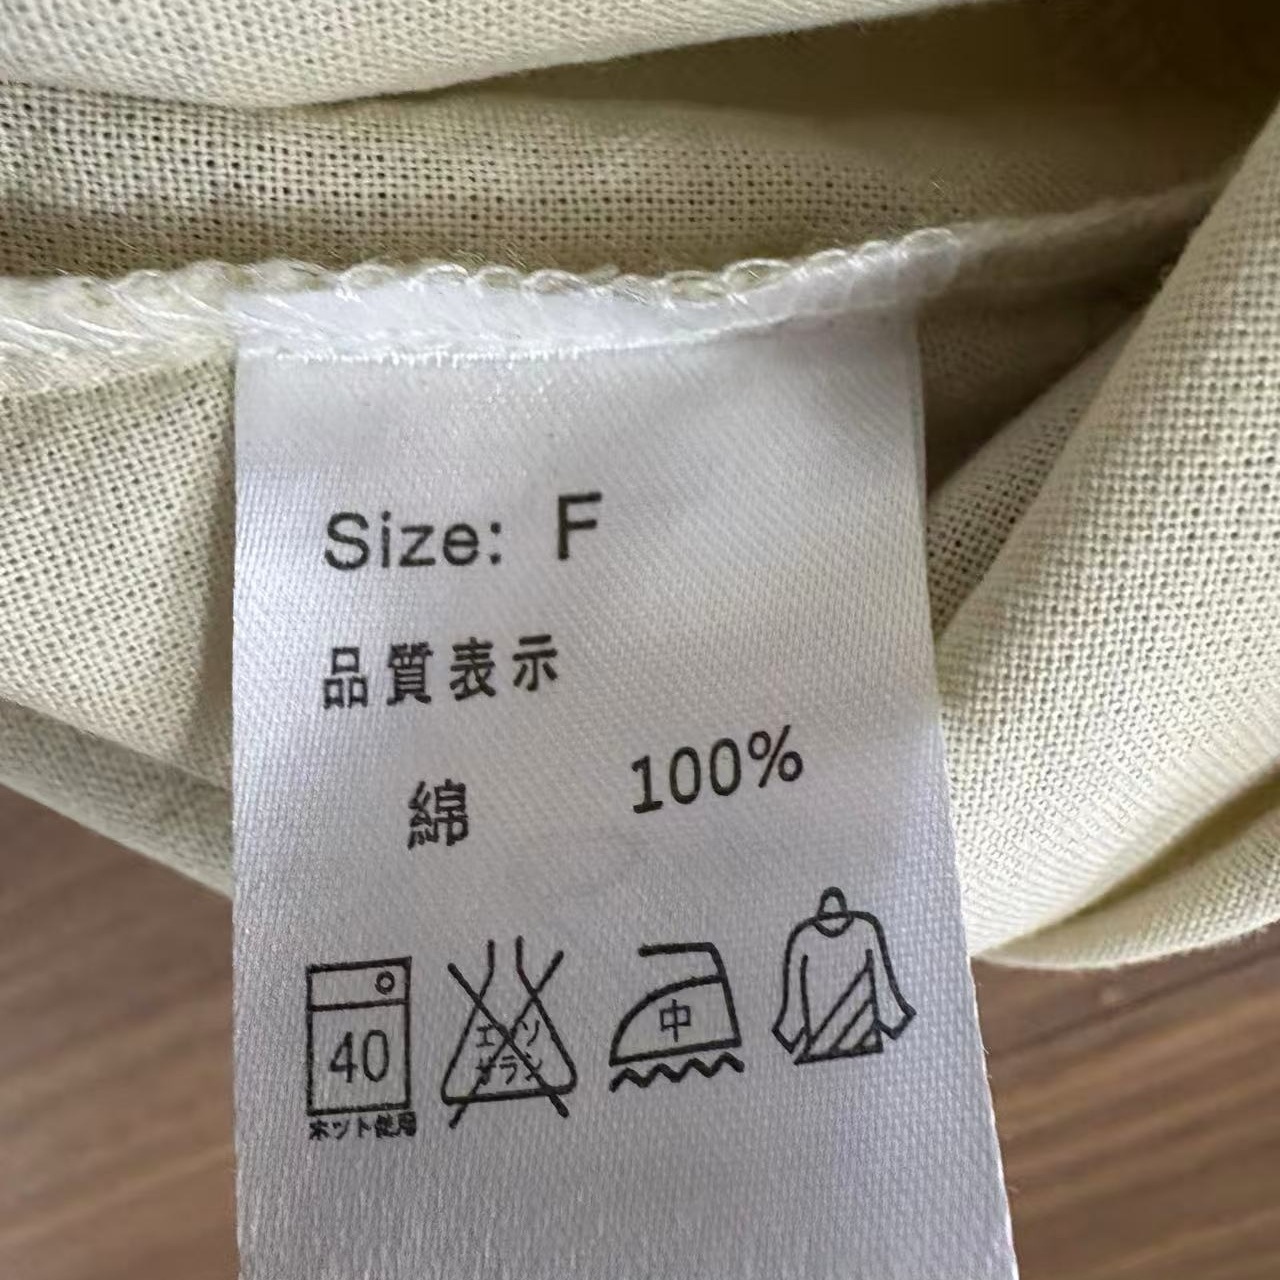 Size: F
品質表示
綿 100%
40
エンソ
サラシ
中
ネット使用